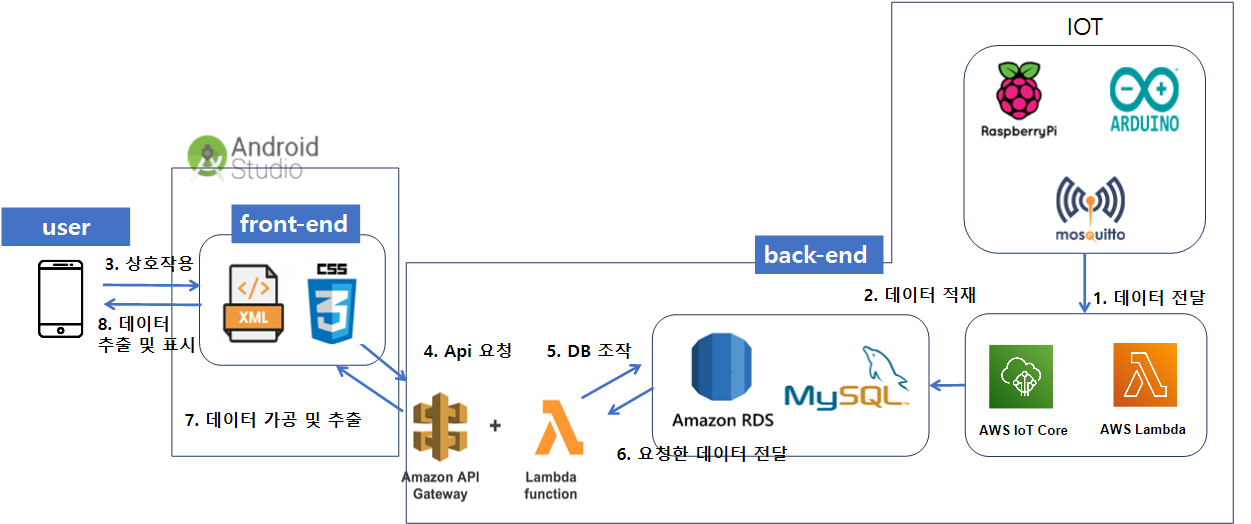 IOT
RaspberryPi
ARDUINO
mosquitto
Android
Studio
user
front-end
back-end
3. 상호작용
CSS
3
</>
XML
8. 데이터
추출 및 표시
2. 데이터 적재
1. 데이터 전달
4. Api 요청
5. DB 조작
7. 데이터 가공 및 추출
+
Amazon RDS
MySQL
AWS IoT Core
AWS Lambda
6. 요청한 데이터 전달
Amazon API
Gateway
Lambda
function